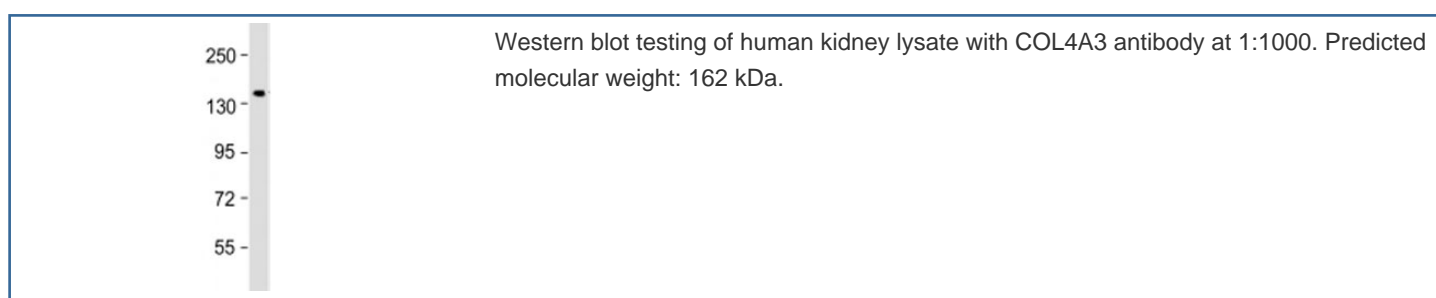 Western blot testing of human kidney lysate with COL4A3 antibody at 1:1000. Predicted
molecular weight: 162 kDa.
250 -
130 -
95 -
72 -
55 -